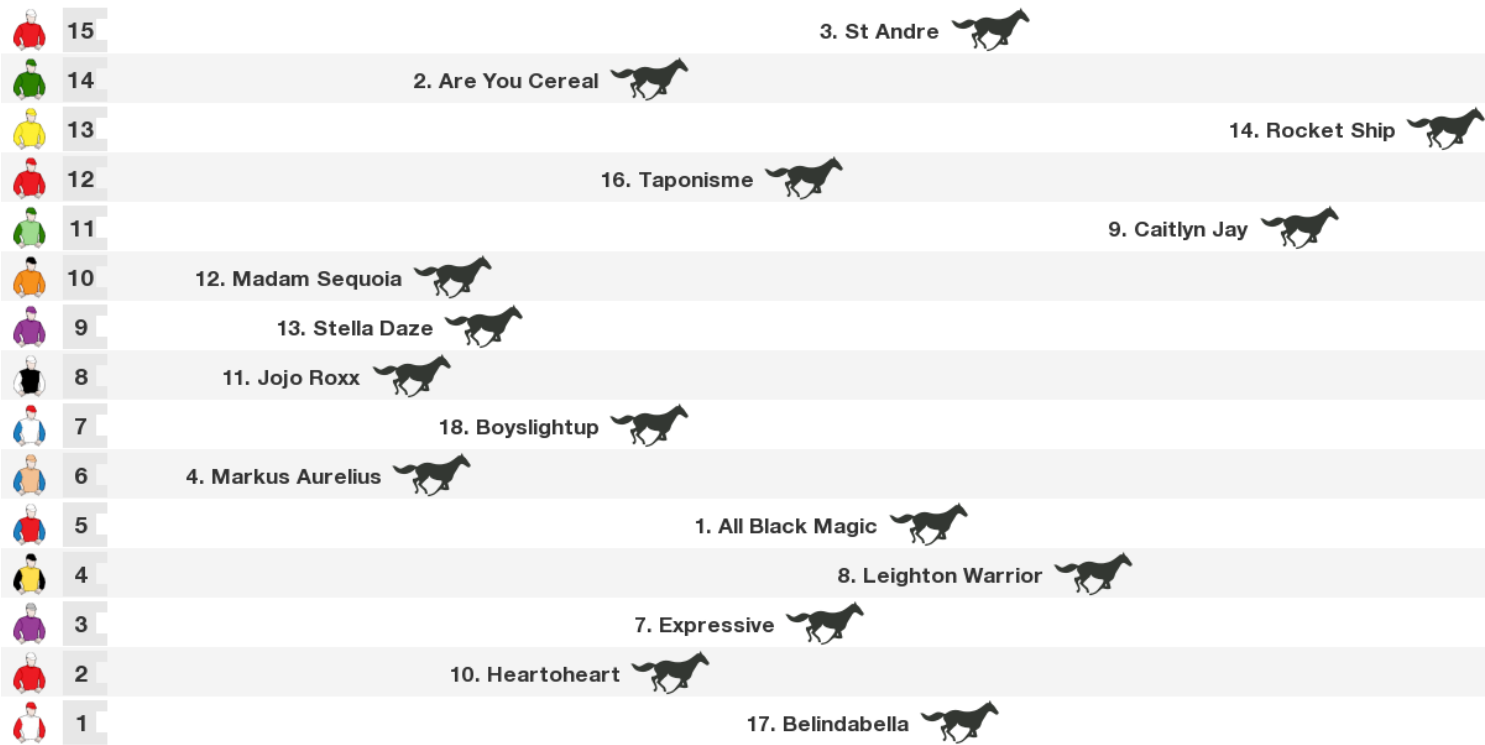 15 3. St Andre
14 2. Are You Cereal
13 14. Rocket Ship
12 16. Taponisme
11 9. Caitlyn Jay
10 12. Madam Sequoia
9 13. Stella Daze
8 11. Jojo Roxx
7 18. Boyslightup
6 4. Markus Aurelius
5 1. All Black Magic
4 8. Leighton Warrior
3 7. Expressive
2 10. Heartoheart
1 17. Belindabella